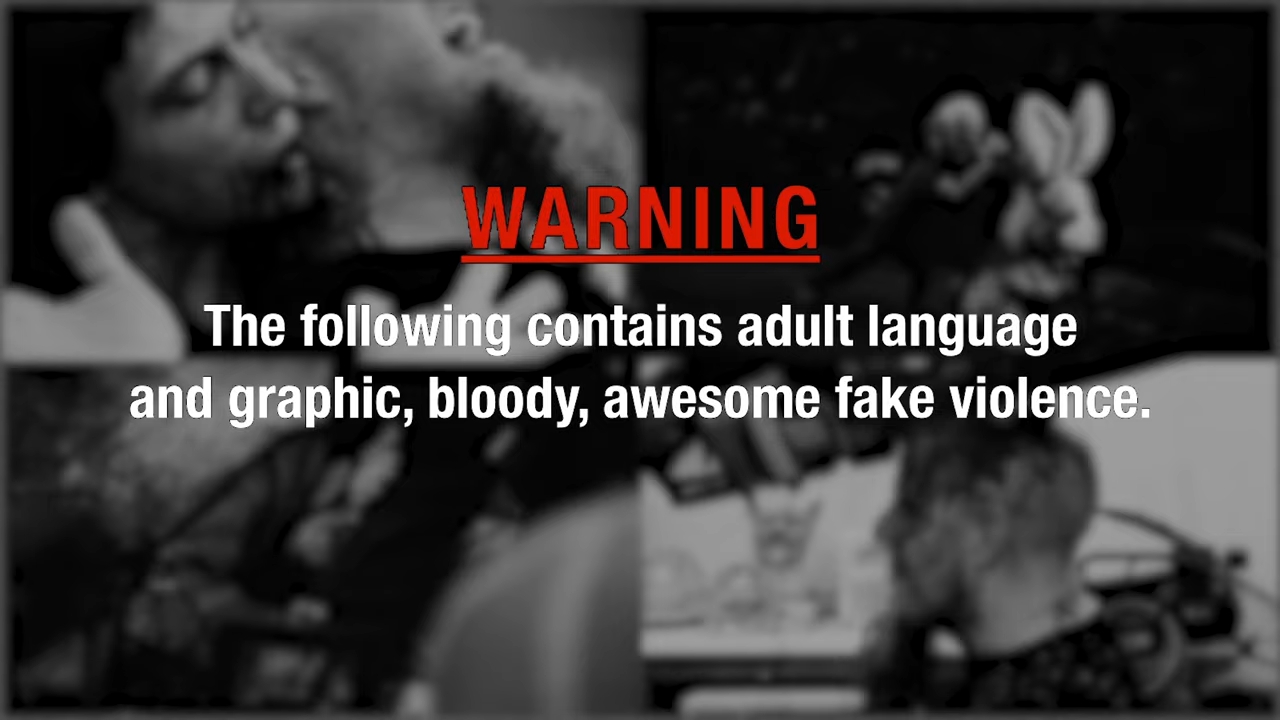 WARNING
The following contains adult language
and graphic, bloody, awesome fake violence.